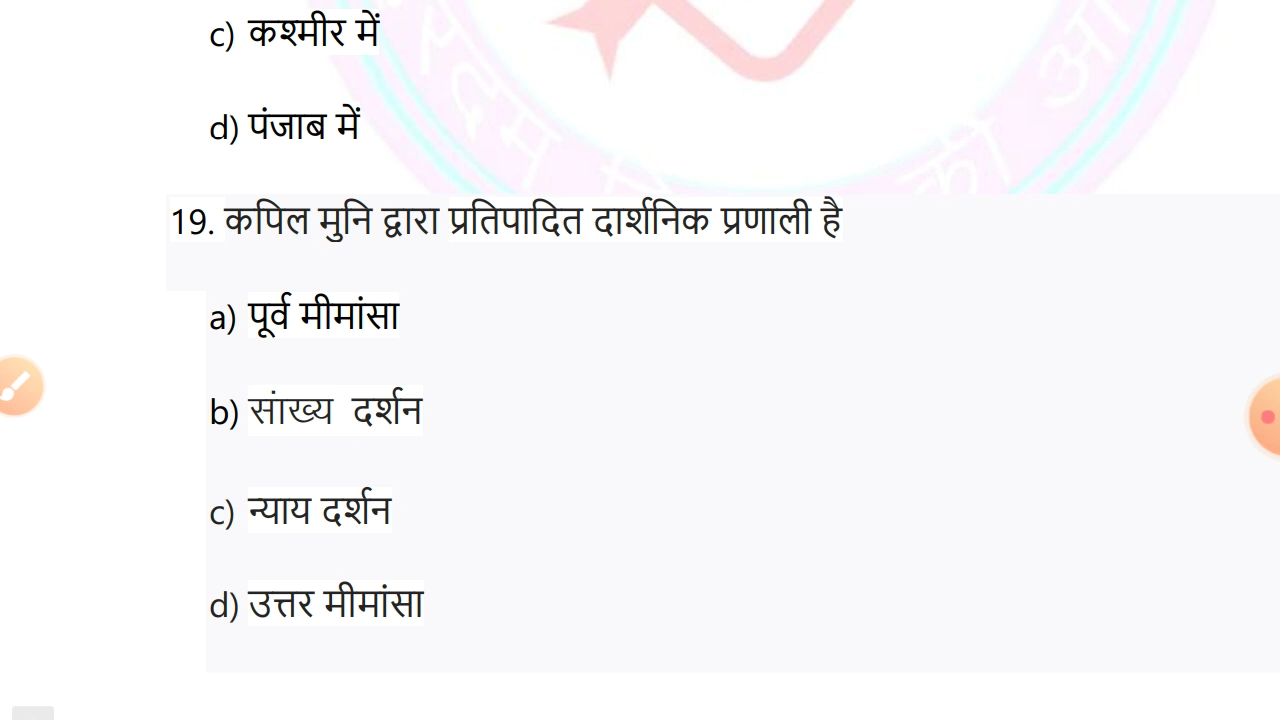 c) कश्मीर में
d) पंजाब में
19. कपिल मुनि द्वारा प्रतिपादित दार्शनिक प्रणाली है
a) पूर्व मीमांसा
b) सांख्य दर्शन
c) न्याय दर्शन
d) उत्तर मीमांसा